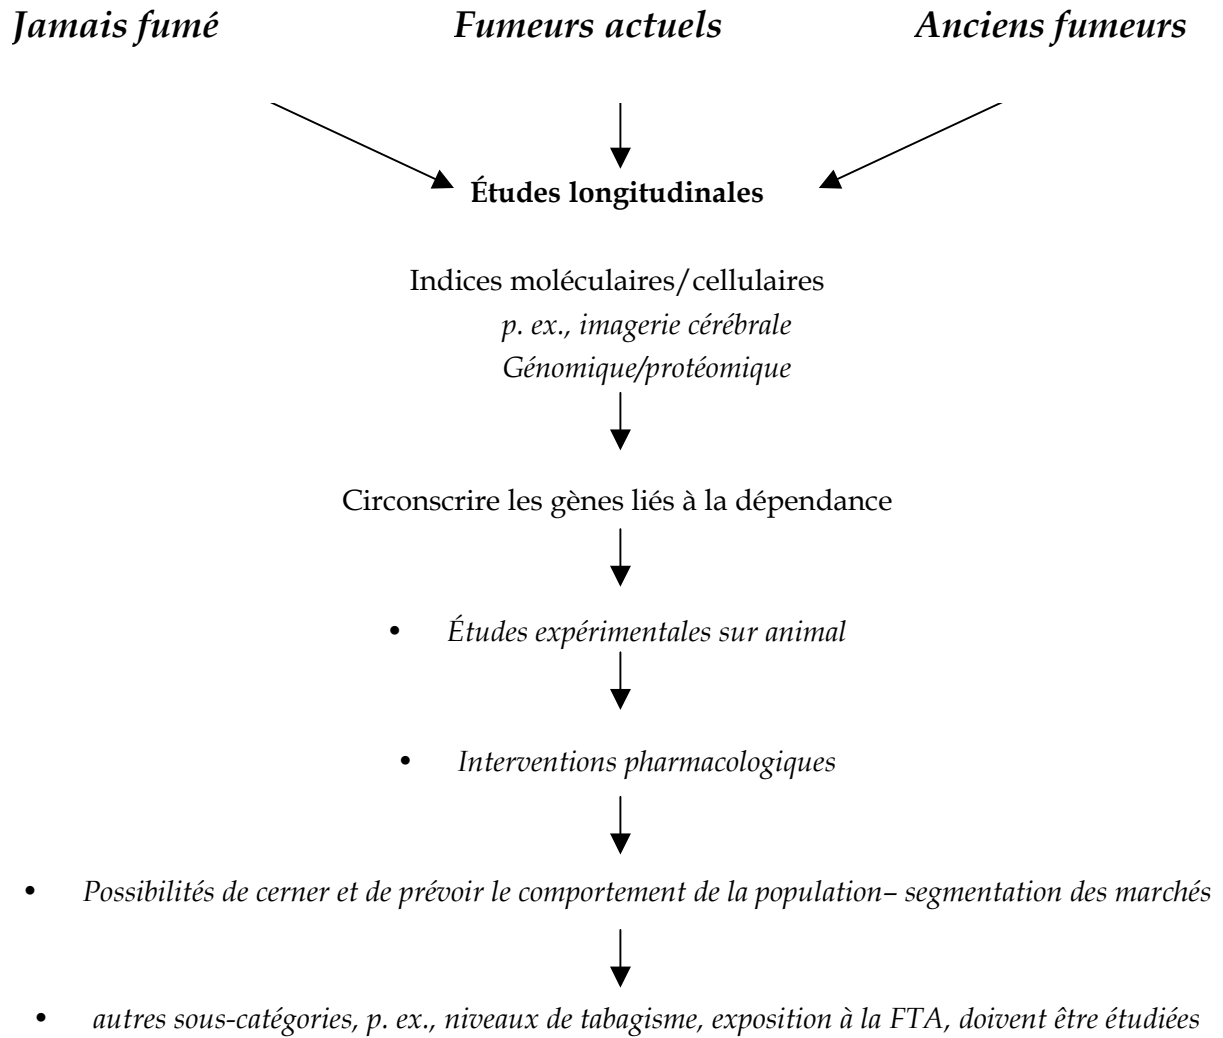 Jamais fumé Fumeurs actuels Anciens fumeurs
Études longitudinales
Indices moléculaires/cellulaires
p. ex., imagerie cérébrale
Génomique/protéomique
Circonscrire les gènes liés à la dépendance
• Études expérimentales sur animal
• Interventions pharmacologiques
• Possibilités de cerner et de prévoir le comportement de la population– segmentation des marchés
• autres sous-catégories, p. ex., niveaux de tabagisme, exposition à la FTA, doivent être étudiées